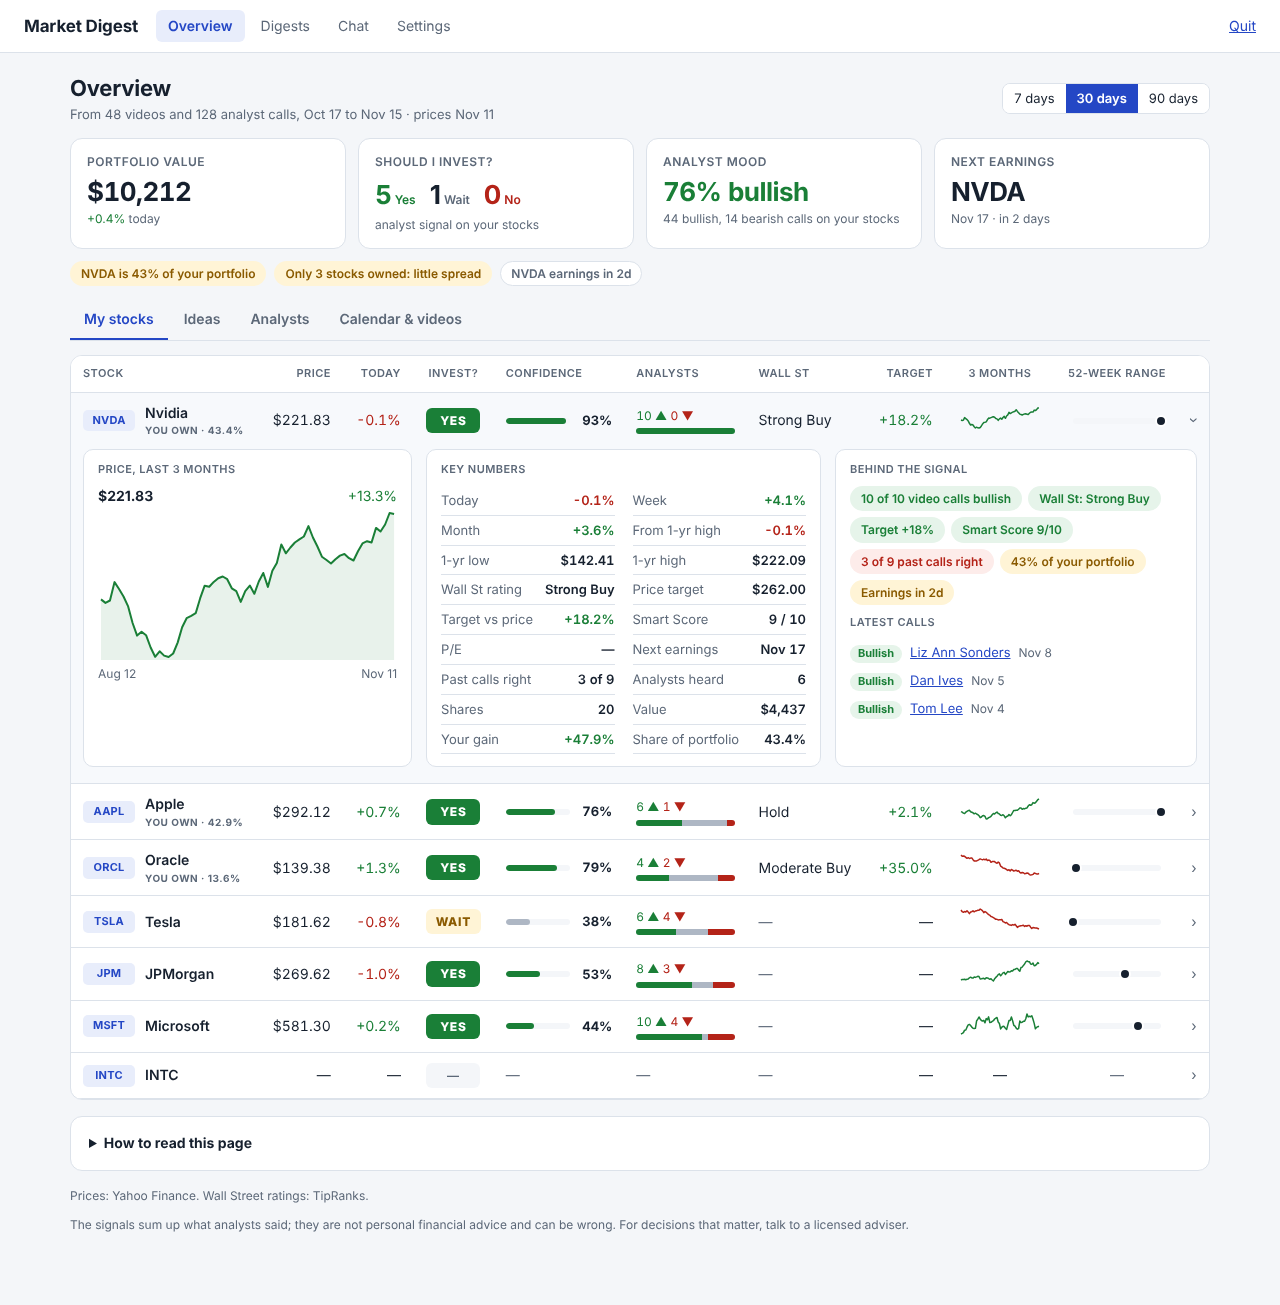 Market Digest Overview Digests Chat Settings Quit
Overview
From 48 videos and 128 analyst calls, Oct 17 to Nov 15 · prices Nov 11
7 days 30 days 90 days
PORTFOLIO VALUE
$10,212
+0.4% today
SHOULD I INVEST?
5 Yes 1 Wait 0 No
analyst signal on your stocks
ANALYST MOOD
76% bullish
44 bullish, 14 bearish calls on your stocks
NEXT EARNINGS
NVDA
Nov 17 · in 2 days
NVDA is 43% of your portfolio Only 3 stocks owned: little spread NVDA earnings in 2d
My stocks Ideas Analysts Calendar & videos
STOCK PRICE TODAY INVEST? CONFIDENCE ANALYSTS WALL ST TARGET 3 MONTHS 52-WEEK RANGE
NVDA Nvidia $221.83 -0.1% YES 93% 10 ▲ 0 ▼ Strong Buy +18.2%
YOU OWN · 43.4%
PRICE, LAST 3 MONTHS
$221.83 +13.3%
Aug 12 Nov 11
KEY NUMBERS
Today -0.1% Week +4.1%
Month +3.6% From 1-yr high -0.1%
1-yr low $142.41 1-yr high $222.09
Wall St rating Strong Buy Price target $262.00
Target vs price +18.2% Smart Score 9 / 10
P/E — Next earnings Nov 17
Past calls right 3 of 9 Analysts heard 6
Shares 20 Value $4,437
Your gain +47.9% Share of portfolio 43.4%
BEHIND THE SIGNAL
10 of 10 video calls bullish Wall St: Strong Buy
Target +18% Smart Score 9/10
3 of 9 past calls right 43% of your portfolio
Earnings in 2d
LATEST CALLS
Bullish Liz Ann Sonders Nov 8
Bullish Dan Ives Nov 5
Bullish Tom Lee Nov 4
AAPL Apple $292.12 +0.7% YES 76% 6 ▲ 1 ▼ Hold +2.1% ›
YOU OWN · 42.9%
ORCL Oracle $139.38 +1.3% YES 79% 4 ▲ 2 ▼ Moderate Buy +35.0% ›
YOU OWN · 13.6%
TSLA Tesla $181.62 -0.8% WAIT 38% 6 ▲ 4 ▼ — — ›
JPM JPMorgan $269.62 -1.0% YES 53% 8 ▲ 3 ▼ — — ›
MSFT Microsoft $581.30 +0.2% YES 44% 10 ▲ 4 ▼ — — ›
INTC INTC — — — — — — — — — ›
▶ How to read this page
Prices: Yahoo Finance. Wall Street ratings: TipRanks.
The signals sum up what analysts said; they are not personal financial advice and can be wrong. For decisions that matter, talk to a licensed adviser.